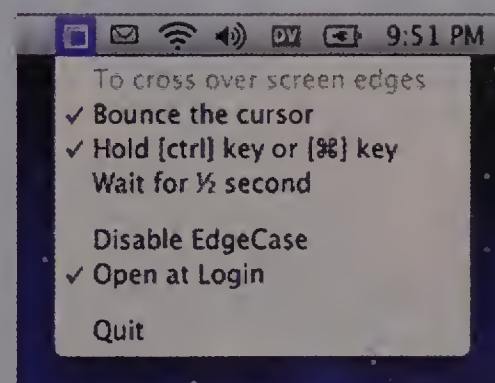 DV 9:51 PM
To cross over screen edges
✓ Bounce the cursor
✓ Hold [ctrl] key or [⌘] key
Wait for ½ second
Disable EdgeCase
✓ Open at Login
Quit